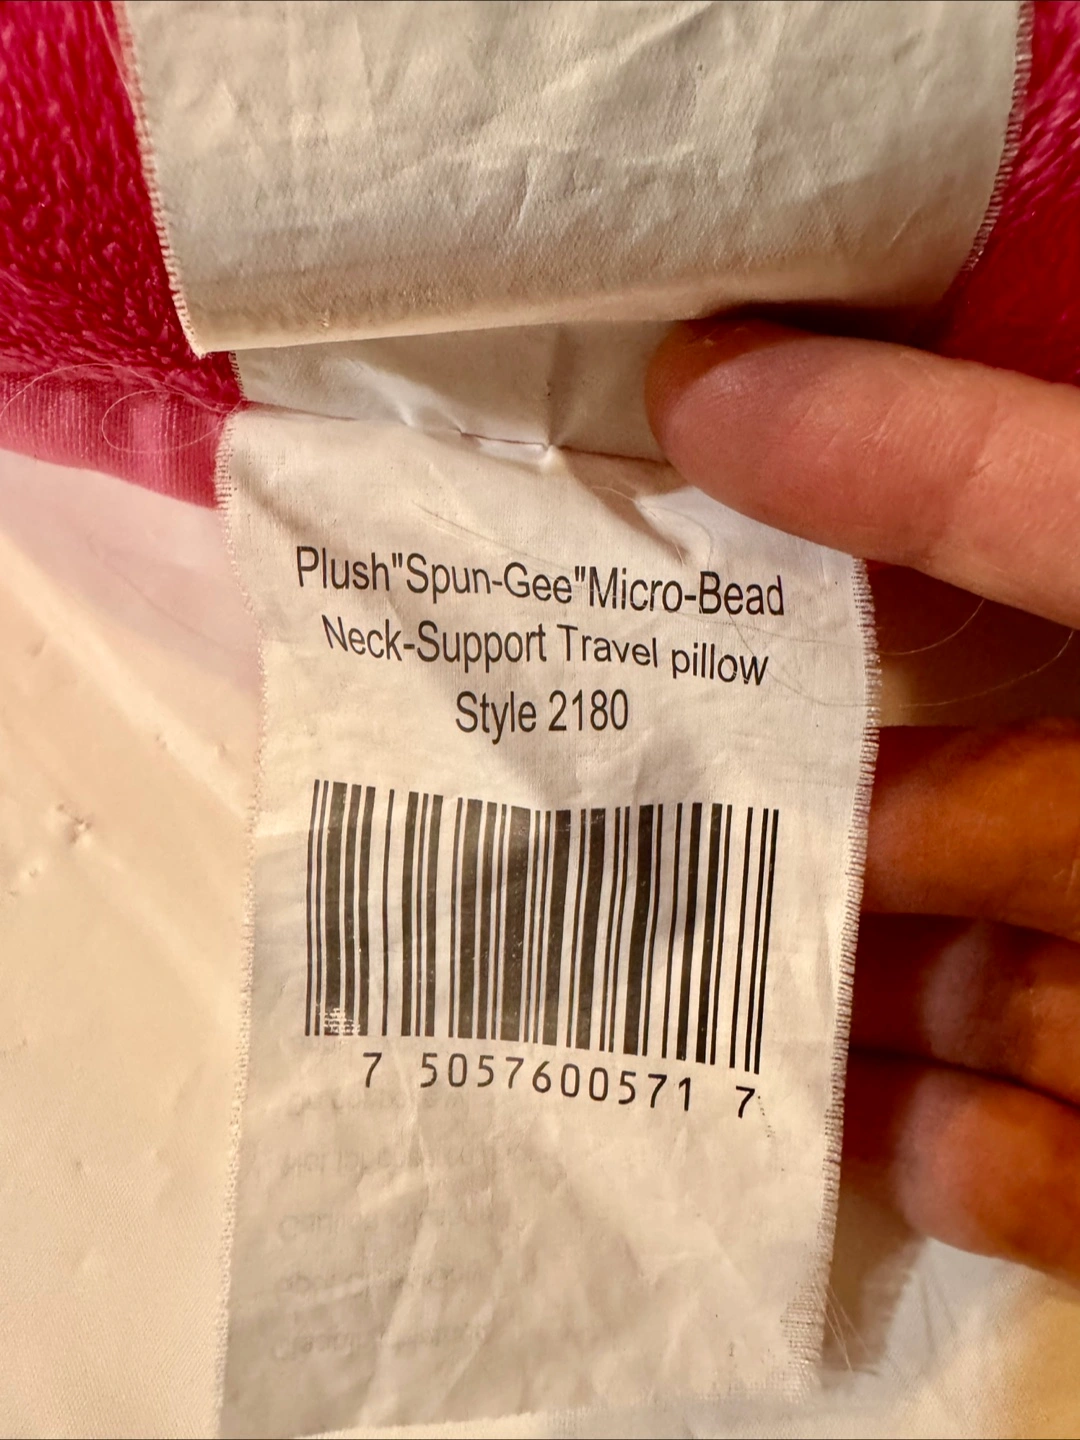 Plush"Spun-Gee"Micro-Bead
Neck-Support Travel pillow
Style 2180
7 5057600571 7